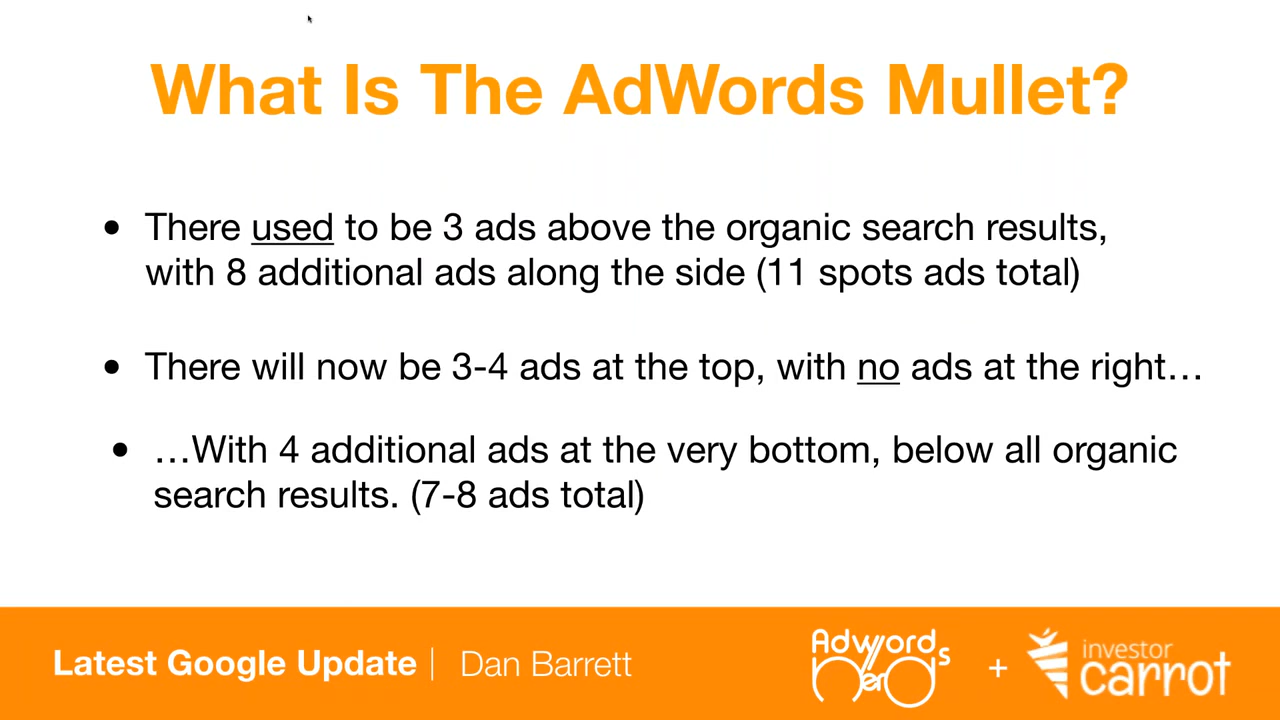 What Is The AdWords Mullet?
• There used to be 3 ads above the organic search results,
with 8 additional ads along the side (11 spots ads total)
• There will now be 3-4 ads at the top, with no ads at the right…
• …With 4 additional ads at the very bottom, below all organic
search results. (7-8 ads total)
Latest Google Update | Dan Barrett
Adwords
nerds
+
investor
carrot